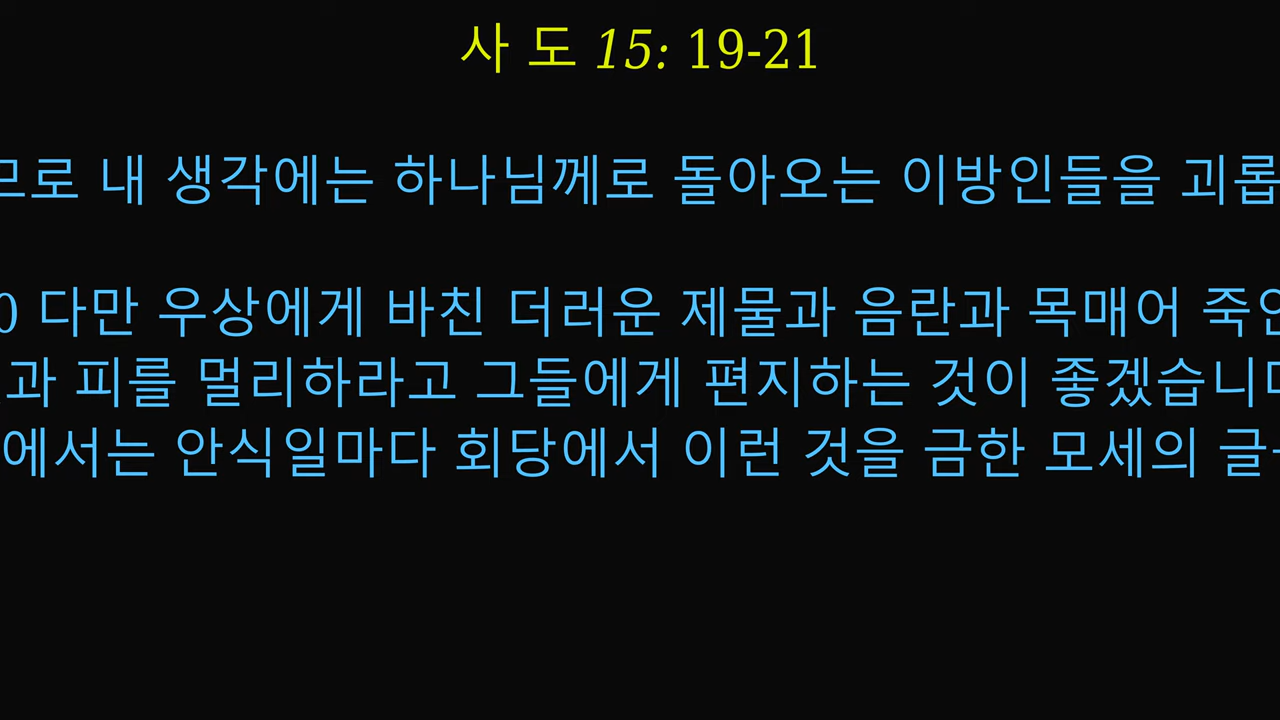 사 도 15: 19-21
므로 내 생각에는 하나님께로 돌아오는 이방인들을 괴롭
0 다만 우상에게 바친 더러운 제물과 음란과 목매어
과 피를 멀리하라고 그들에게 편지하는 것이 좋겠습니다
에서는 안식일마다 회당에서 이런 것을 금한 모세의